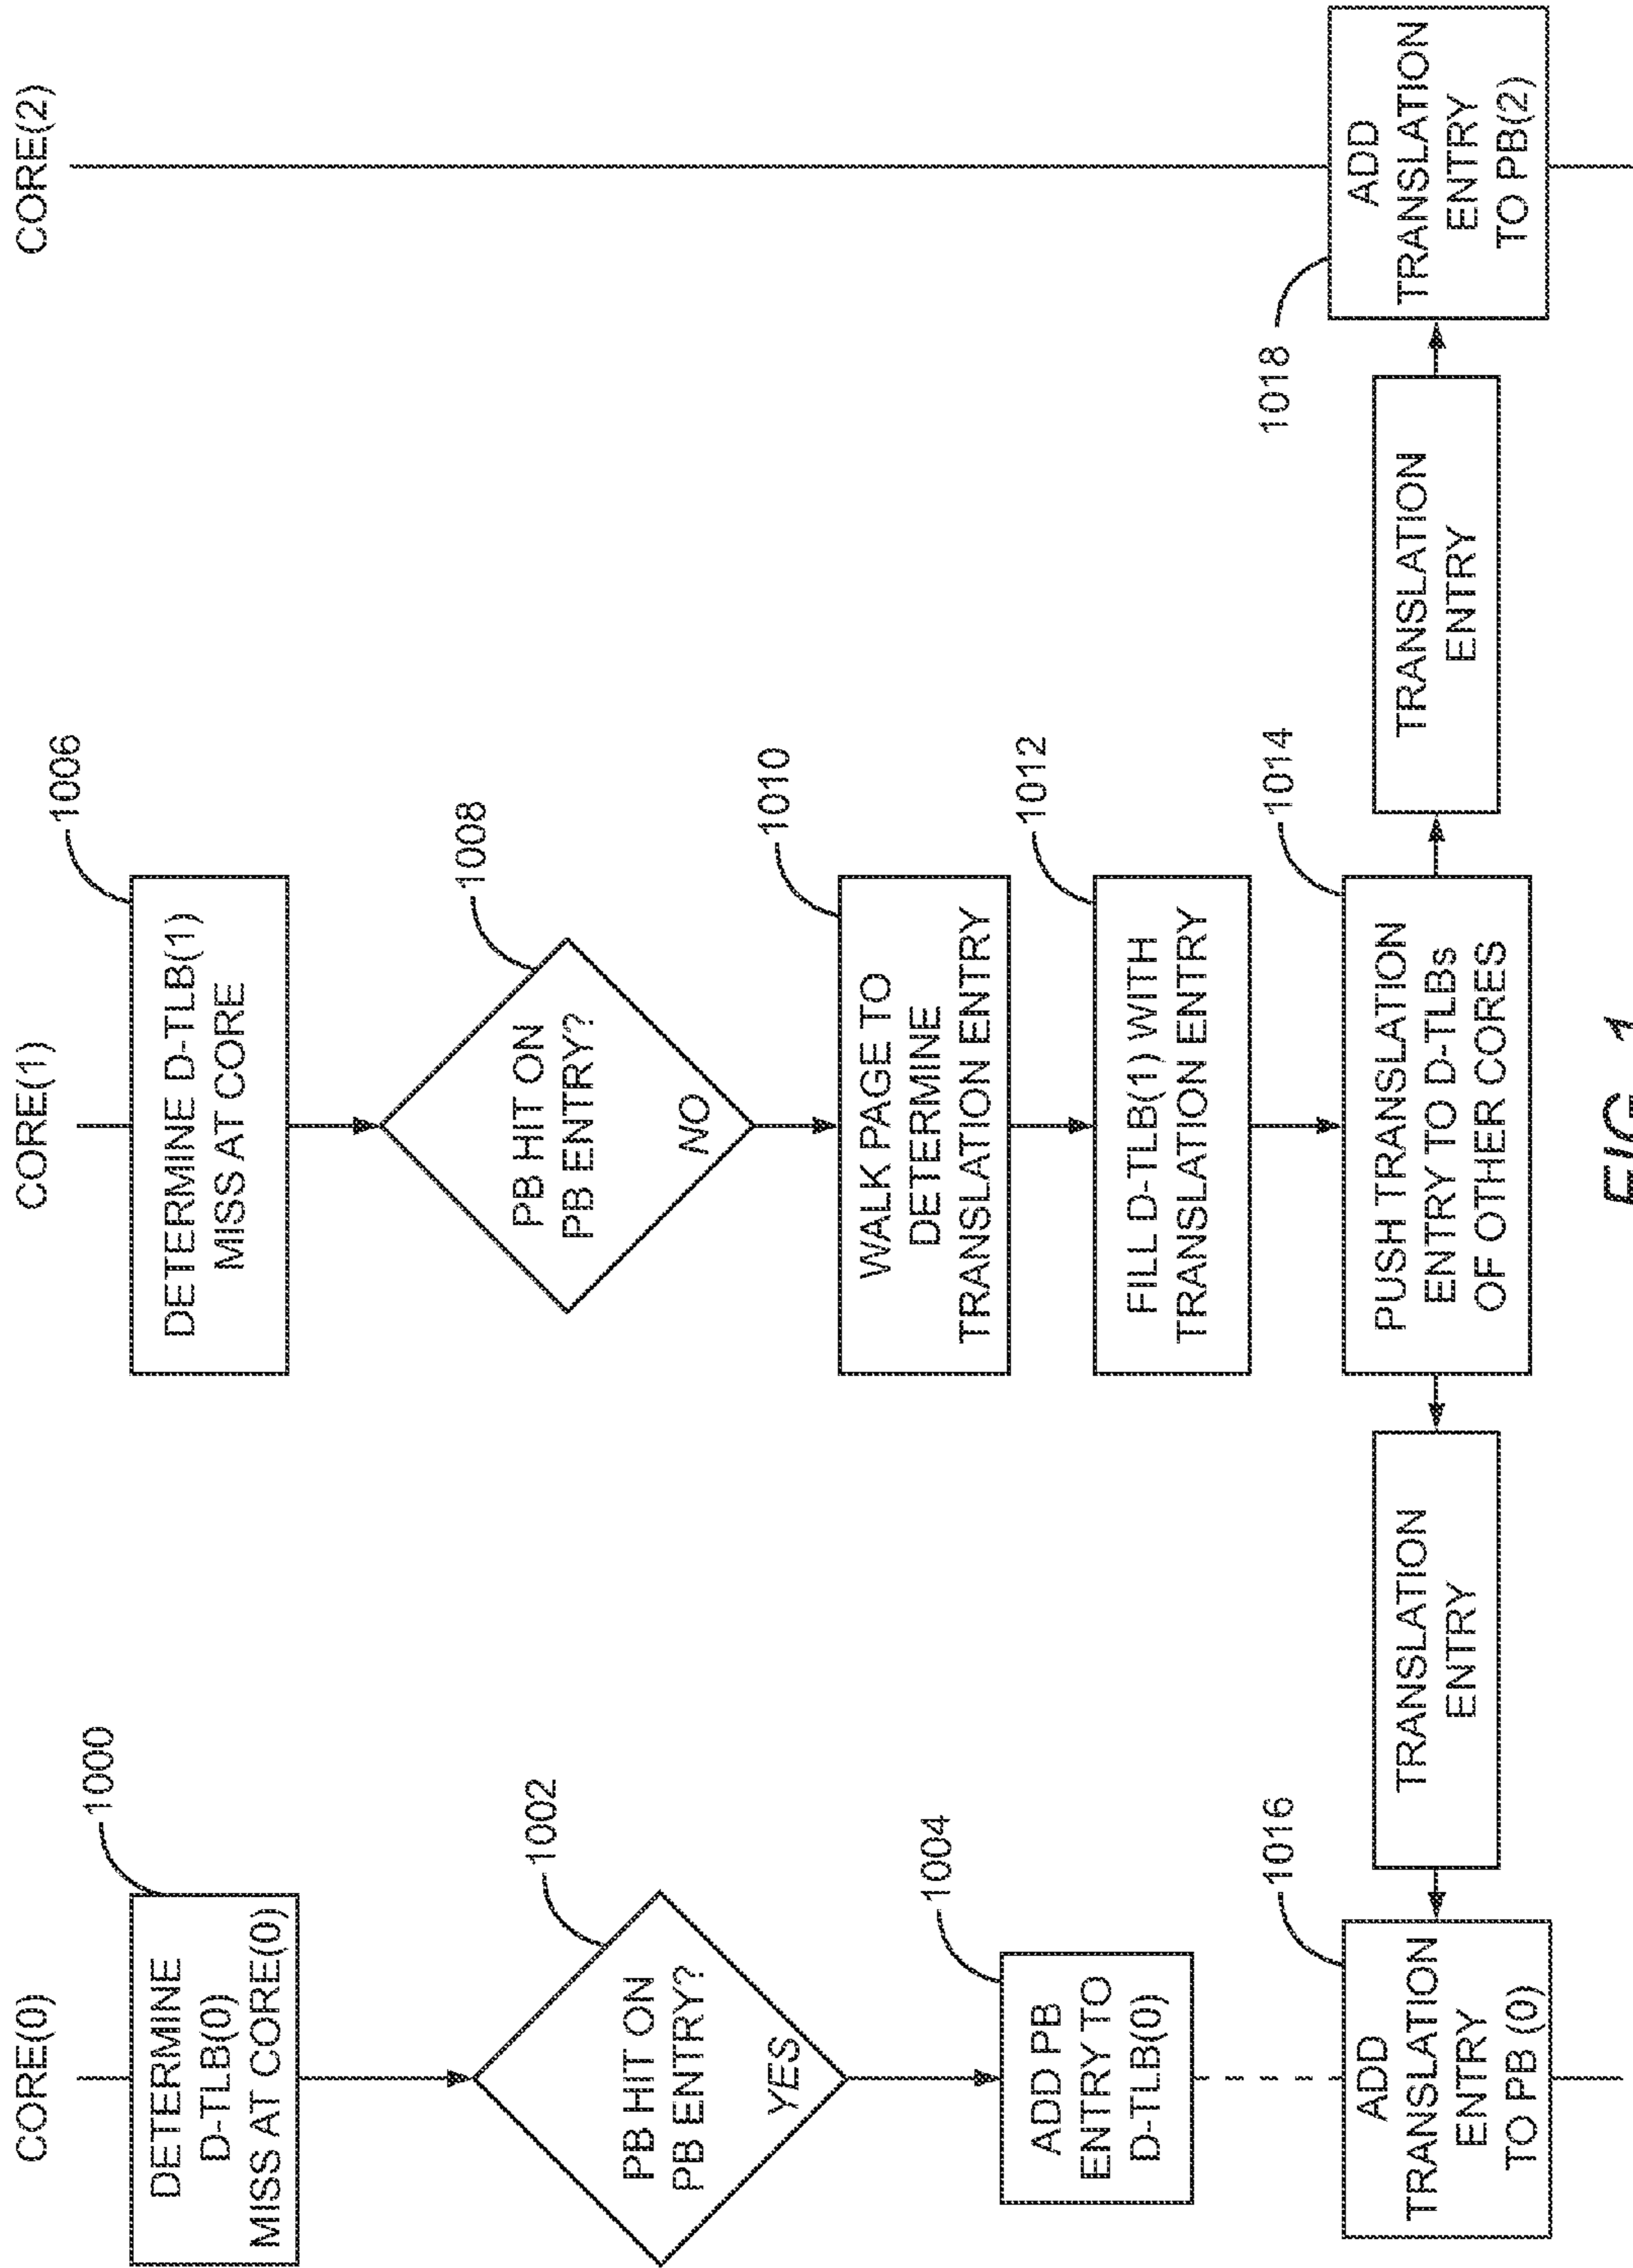 CORE(0)
1000
DETERMINE
D-TLB(0)
MISS AT CORE(0)
1002
PB HIT ON
PB ENTRY?
YES
1004
ADD PB
ENTRY TO
D-TLB(0)
1016
ADD
TRANSLATION
ENTRY
TO PB (0)
TRANSLATION
ENTRY
CORE(1)
1006
DETERMINE D-TLB(1)
MISS AT CORE
1008
PB HIT ON
PB ENTRY?
NO
1010
WALK PAGE TO
DETERMINE
TRANSLATION ENTRY
1012
FILL D-TLB(1) WITH
TRANSLATION ENTRY
1014
PUSH TRANSLATION
ENTRY TO D-TLBs
OF OTHER CORES
TRANSLATION
ENTRY
CORE(2)
1018
ADD
TRANSLATION
ENTRY
TO PB(2)
FIG. 1